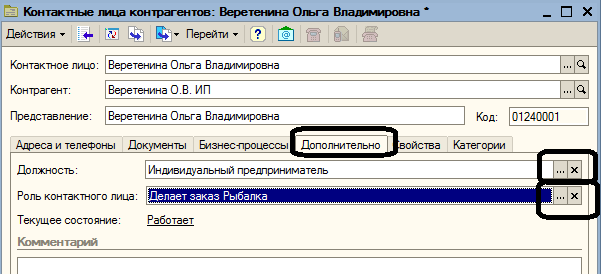 Контактные лица контрагентов: Веретенина Ольга Владимировна *
Действия Перейти ?
Контактное лицо: Веретенина Ольга Владимировна ...
Контрагент: Веретенина О.В. ИП ...
Представление: Веретенина Ольга Владимировна Код: 01240001
Адреса и телефоны Документы Бизнес-процессы Дополнительно Свойства Категории
Должность: Индивидуальный предприниматель ... ×
Роль контактного лица: Делает заказ Рыбалка ... ×
Текущее состояние: Работает
Комментарий